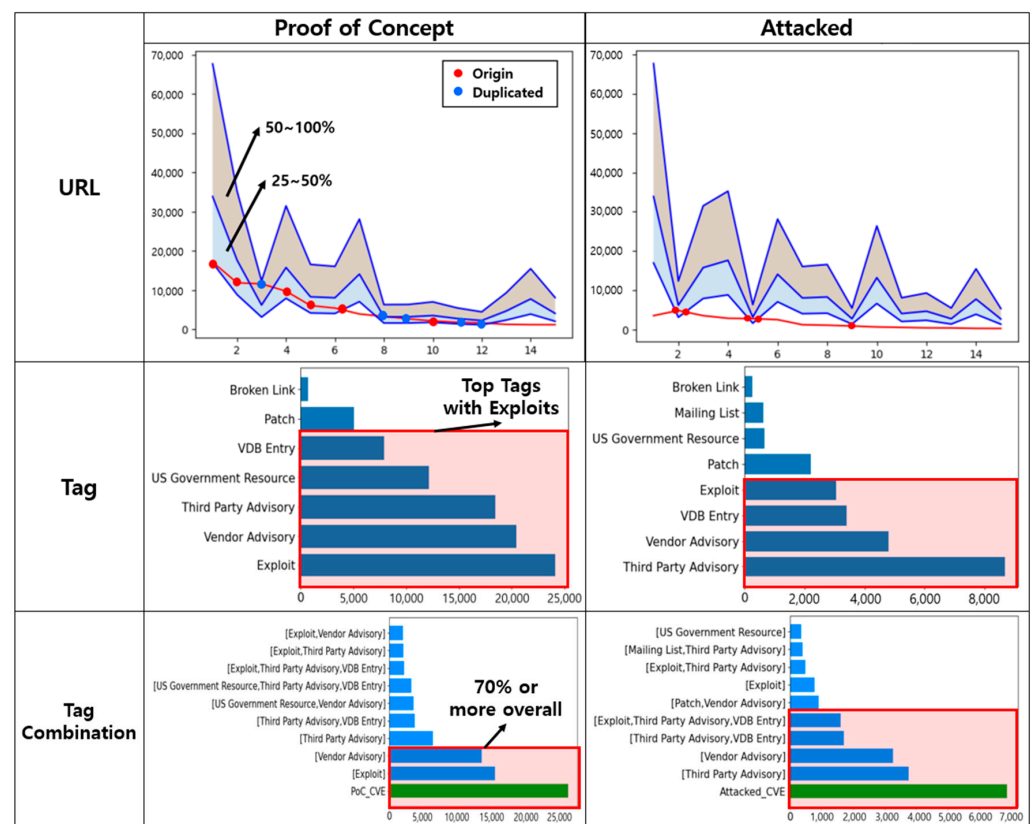 Proof of Concept
Attacked
URL
70,000
60,000
50,000
40,000
30,000
20,000
10,000
0
2
4
6
8
10
12
14
Origin
Duplicated
50~100%
25~50%
70,000
60,000
50,000
40,000
30,000
20,000
10,000
0
2
4
6
8
10
12
14
Tag
Broken Link
Patch
VDB Entry
US Government Resource
Third Party Advisory
Vendor Advisory
Exploit
0
5,000
10,000
15,000
20,000
25,000
Top Tags
with Exploits
Broken Link
Mailing List
US Government Resource
Patch
Exploit
VDB Entry
Vendor Advisory
Third Party Advisory
0
2,000
4,000
6,000
8,000
Tag
Combination
[Exploit,Vendor Advisory]
[Exploit,Third Party Advisory]
[Exploit,Third Party Advisory,VDB Entry]
[US Government Resource,Third Party Advisory,VDB Entry]
[US Government Resource,Vendor Advisory]
[Third Party Advisory,VDB Entry]
[Third Party Advisory]
[Vendor Advisory]
[Exploit]
PoC_CVE
0
5,000
10,000
15,000
20,000
25,000
70% or
more overall
[US Government Resource]
[Mailing List,Third Party Advisory]
[Exploit,Third Party Advisory]
[Exploit]
[Patch,Vendor Advisory]
[Exploit,Third Party Advisory,VDB Entry]
[Third Party Advisory,VDB Entry]
[Vendor Advisory]
[Third Party Advisory]
Attacked_CVE
0
1,000
2,000
3,000
4,000
5,000
6,000
7,000